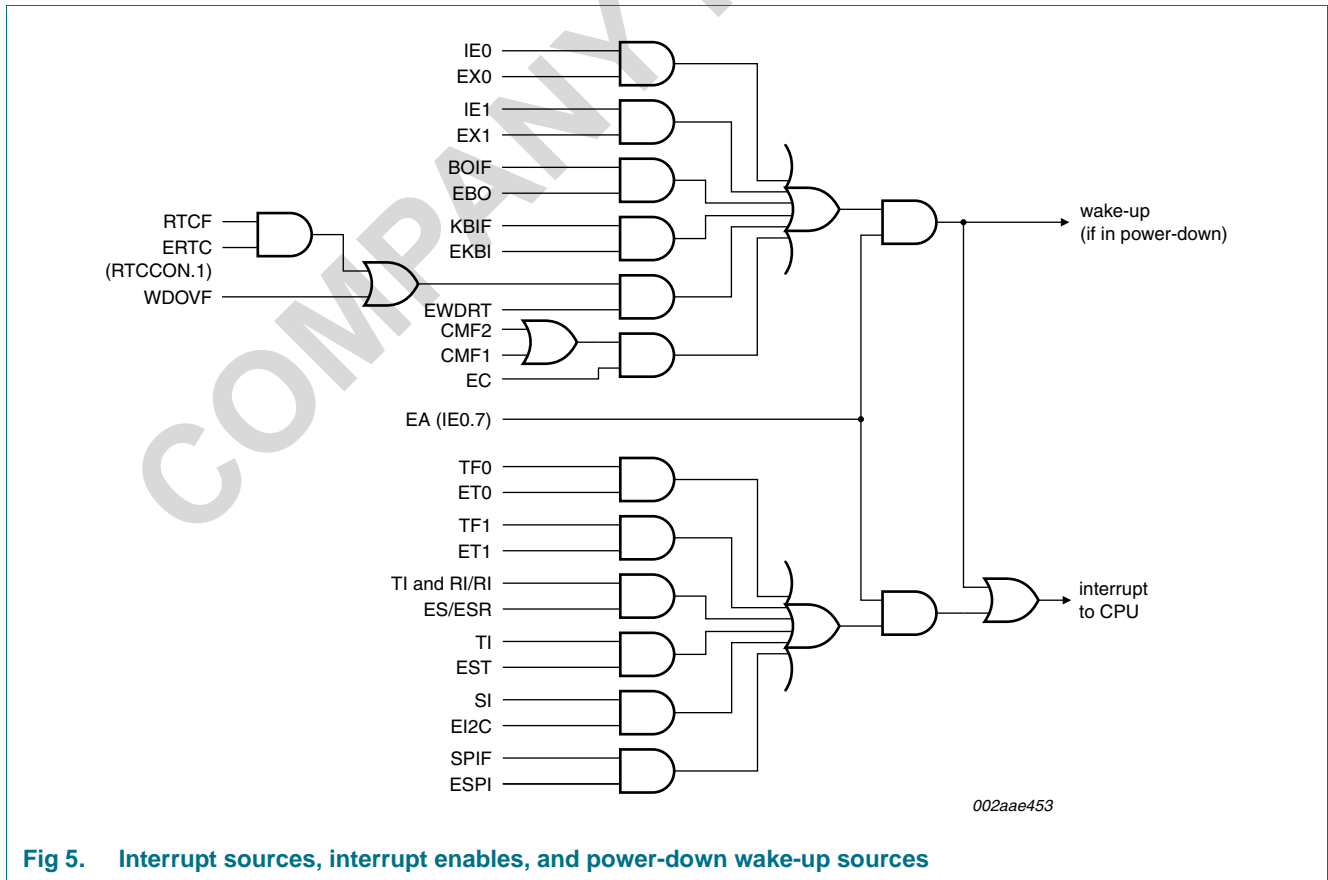 COMPANY
IE0
EX0
IE1
EX1
BOIF
EBO
RTCF
ERTC
(RTCCON.1)
WDOVF
KBIF
EKBI
EWDRT
CMF2
CMF1
EC
wake-up
(if in power-down)
EA (IE0.7)
TF0
ET0
TF1
ET1
TI and RI/RI
ES/ESR
TI
EST
SI
EI2C
SPIF
ESPI
interrupt
to CPU
002aae453
Fig 5. Interrupt sources, interrupt enables, and power-down wake-up sources